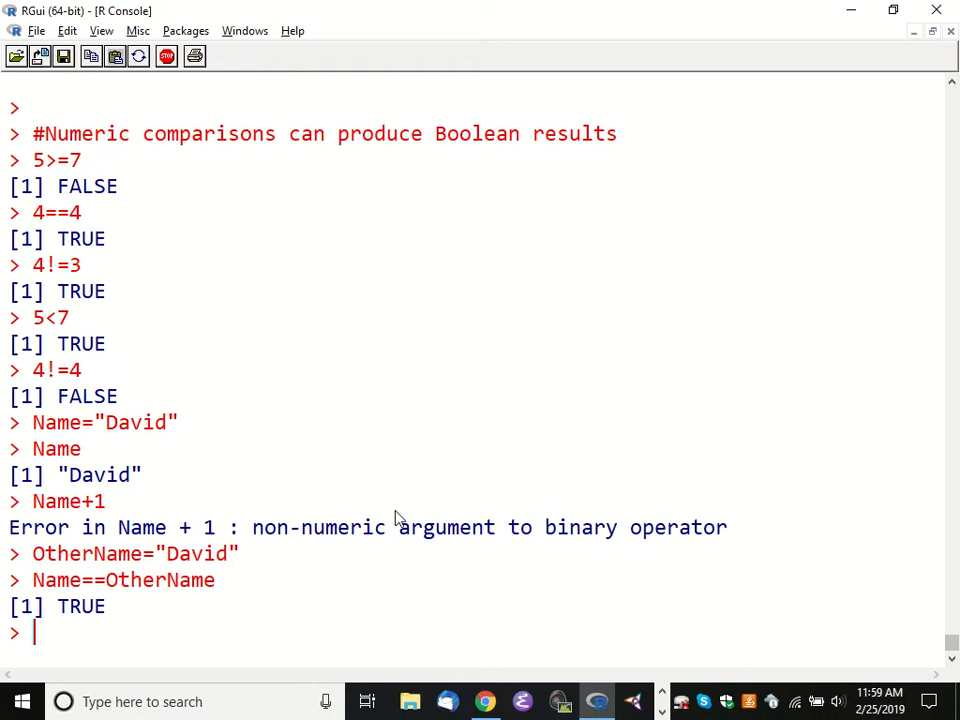 RGui (64-bit) - [R Console]
File Edit View Misc Packages Windows Help
STOP
>
> #Numeric comparisons can produce Boolean results
> 5>=7
[1] FALSE
> 4==4
[1] TRUE
> 4!=3
[1] TRUE
> 5<7
[1] TRUE
> 4!=4
[1] FALSE
> Name="David"
> Name
[1] "David"
> Name+1
Error in Name + 1 : non-numeric argument to binary operator
> OtherName="David"
> Name==OtherName
[1] TRUE
>
Type here to search
11:59 AM
2/25/2019